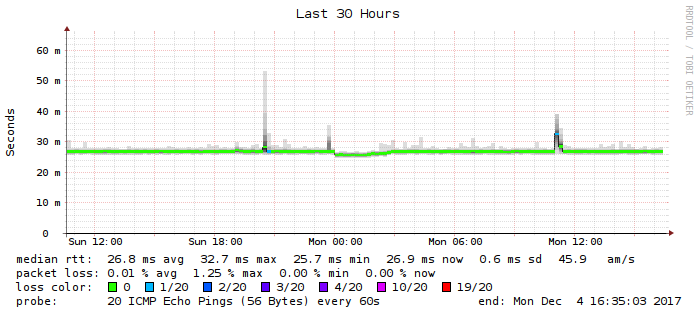 Last 30 Hours
RRDTOOL / TOBI OETIKER
Seconds
60 m
50 m
40 m
30 m
20 m
10 m
0
Sun 12:00 Sun 18:00 Mon 00:00 Mon 06:00 Mon 12:00
median rtt: 26.8 ms avg 32.7 ms max 25.7 ms min 26.9 ms now 0.6 ms sd 45.9 am/s
packet loss: 0.01 % avg 1.25 % max 0.00 % min 0.00 % now
loss color: 0 1/20 2/20 3/20 4/20 10/20 19/20
probe: 20 ICMP Echo Pings (56 Bytes) every 60s end: Mon Dec 4 16:35:03 2017